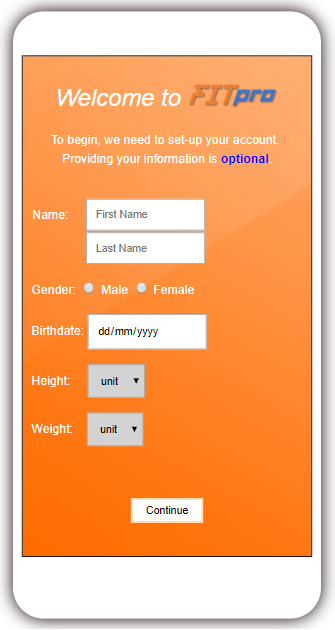 Welcome to FITpro
To begin, we need to set-up your account.
Providing your information is optional.
Name: First Name
Last Name
Gender: Male Female
Birthdate: dd/mm/yyyy
Height: unit
Weight: unit
Continue